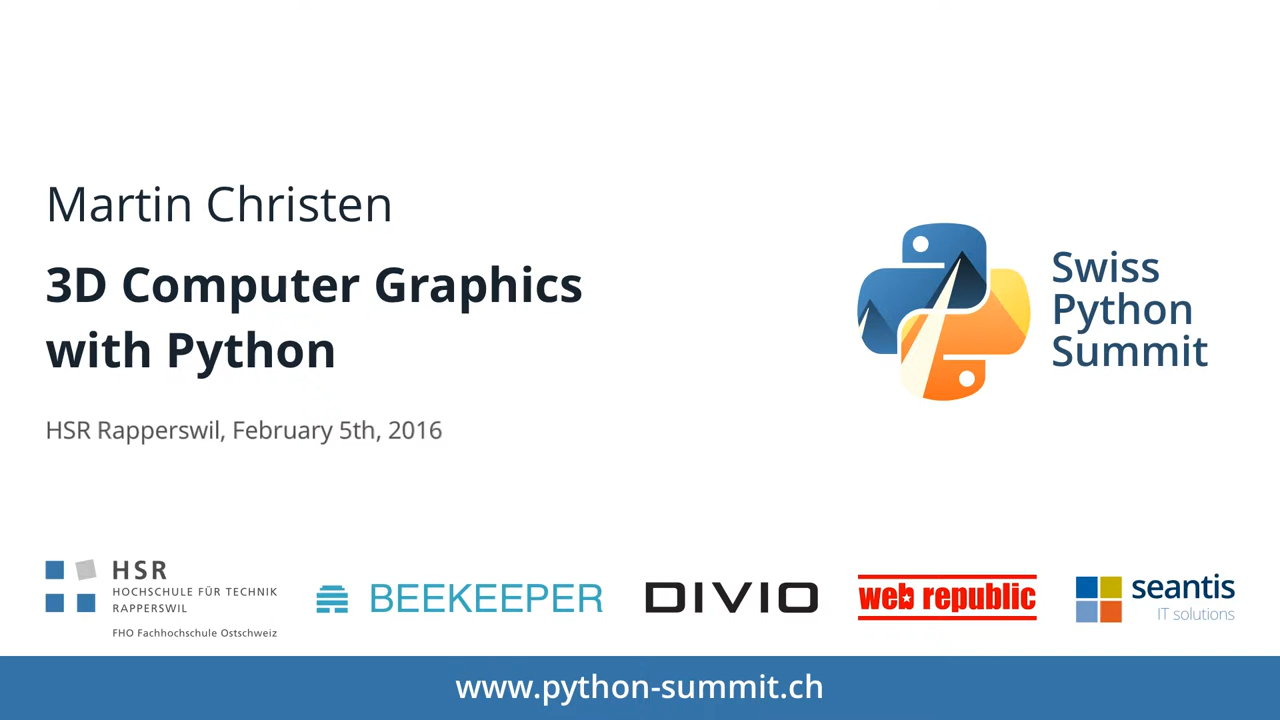 Martin Christen
3D Computer Graphics
with Python
HSR Rapperswil, February 5th, 2016
Swiss
Python
Summit
HSR
HOCHSCHULE FÜR TECHNIK
RAPPERSWIL
FHO Fachhochschule Ostschweiz
BEEKEEPER
DIVIO
web republic
seantis
IT solutions
www.python-summit.ch